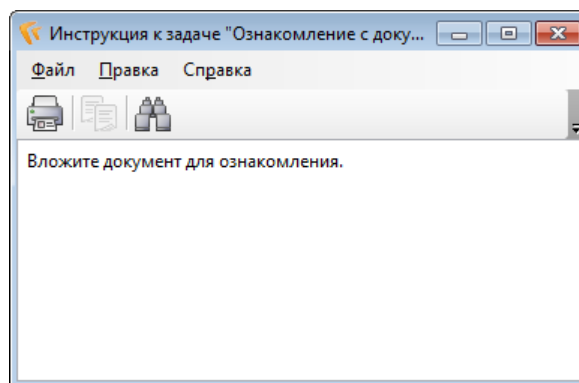 Инструкция к задаче "Ознакомление с доку...
Файл Правка Справка
Вложите документ для ознакомления.